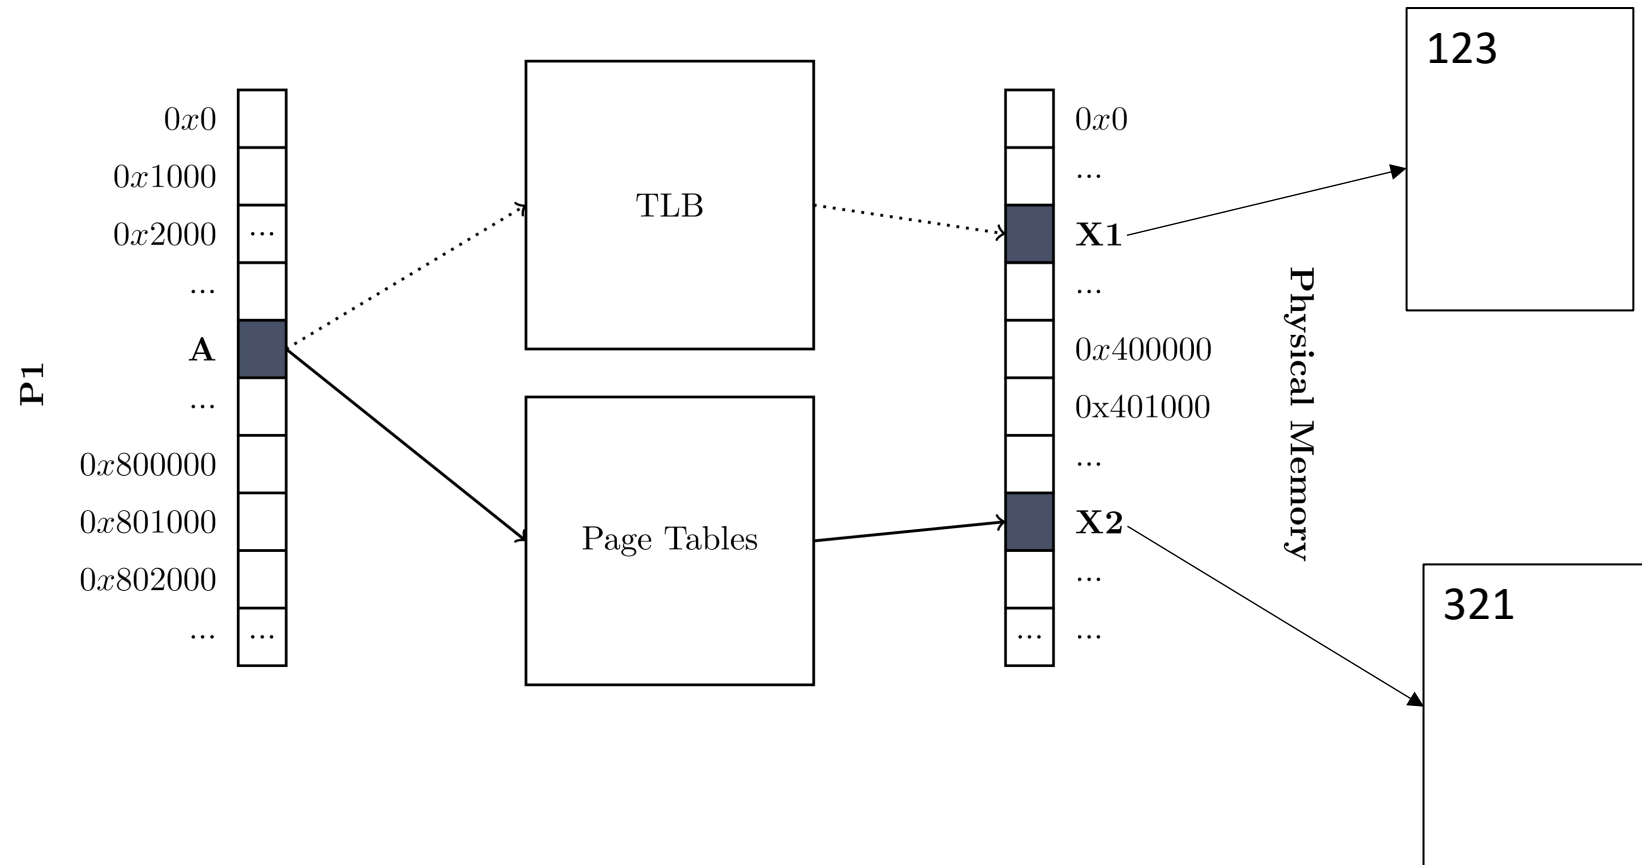 P1
0x0
0x1000
0x2000
...
...
A
...
0x800000
0x801000
0x802000
...
...
TLB
Page Tables
0x0
...
X1
...
0x400000
0x401000
...
X2
...
...
...
Physical Memory
123
321